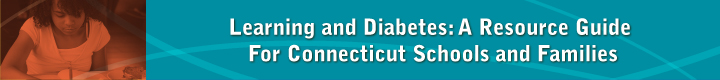 Learning and Diabetes: A Resource Guide
For Connecticut Schools and Families